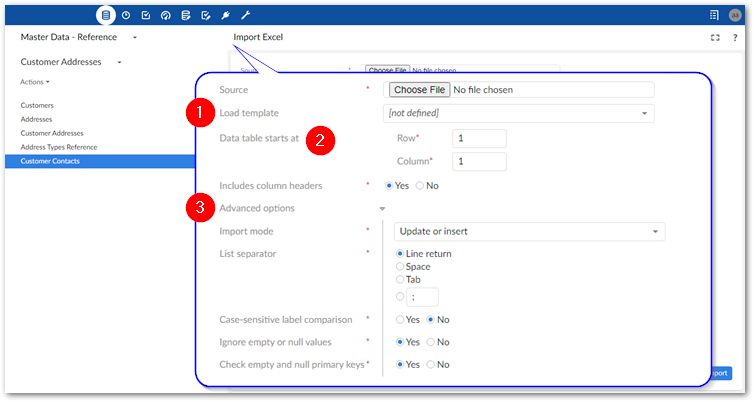 Master Data - Reference
Import Excel
?
Customer Addresses
Actions
Customers
Addresses
Customer Addresses
Address Types Reference
Customer Contacts
Choose File No file chosen
Source * Choose File No file chosen
1 Load template [not defined]
Data table starts at 2 Row* 1
Column* 1
Includes column headers * Yes No
3 Advanced options
Import mode * Update or insert
List separator * Line return
Space
Tab
;
Case-sensitive label comparison * Yes No
Ignore empty or null values * Yes No
Check empty and null primary keys * Yes No